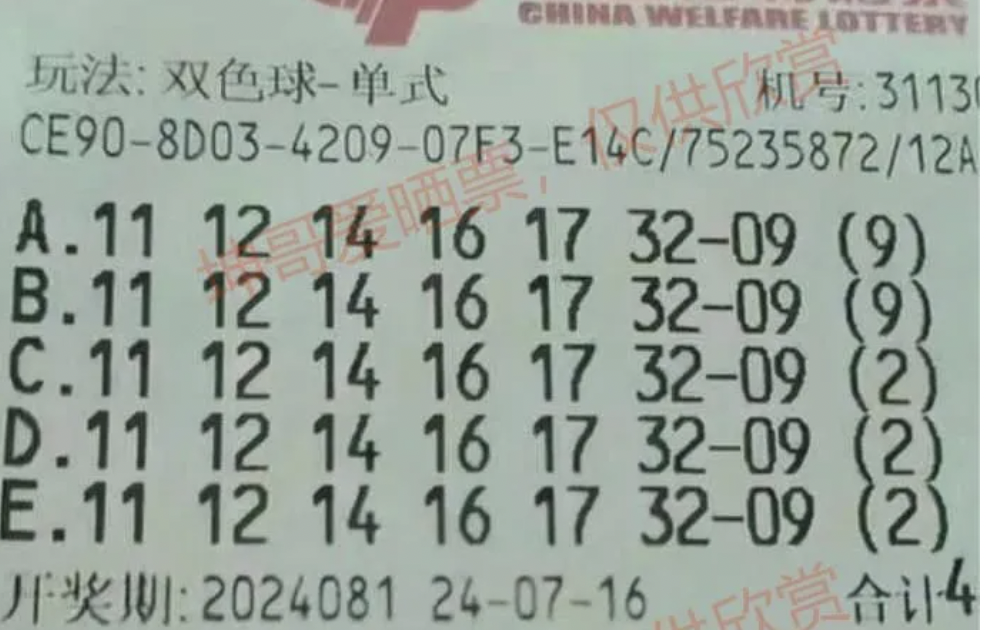 CHINA WELFARE LOTTERY
玩法: 双色球-单式 机号: 3113
CE90-8D03-4209-07F3-E14C/75235872/12A
A.11 12 14 16 17 32-09 (9)
B.11 12 14 16 17 32-09 (9)
C.11 12 14 16 17 32-09 (2)
D.11 12 14 16 17 32-09 (2)
E.11 12 14 16 17 32-09 (2)
开奖期: 2024081 24-07-16 合计4
坤哥爱晒票，仅供欣赏
供欣赏